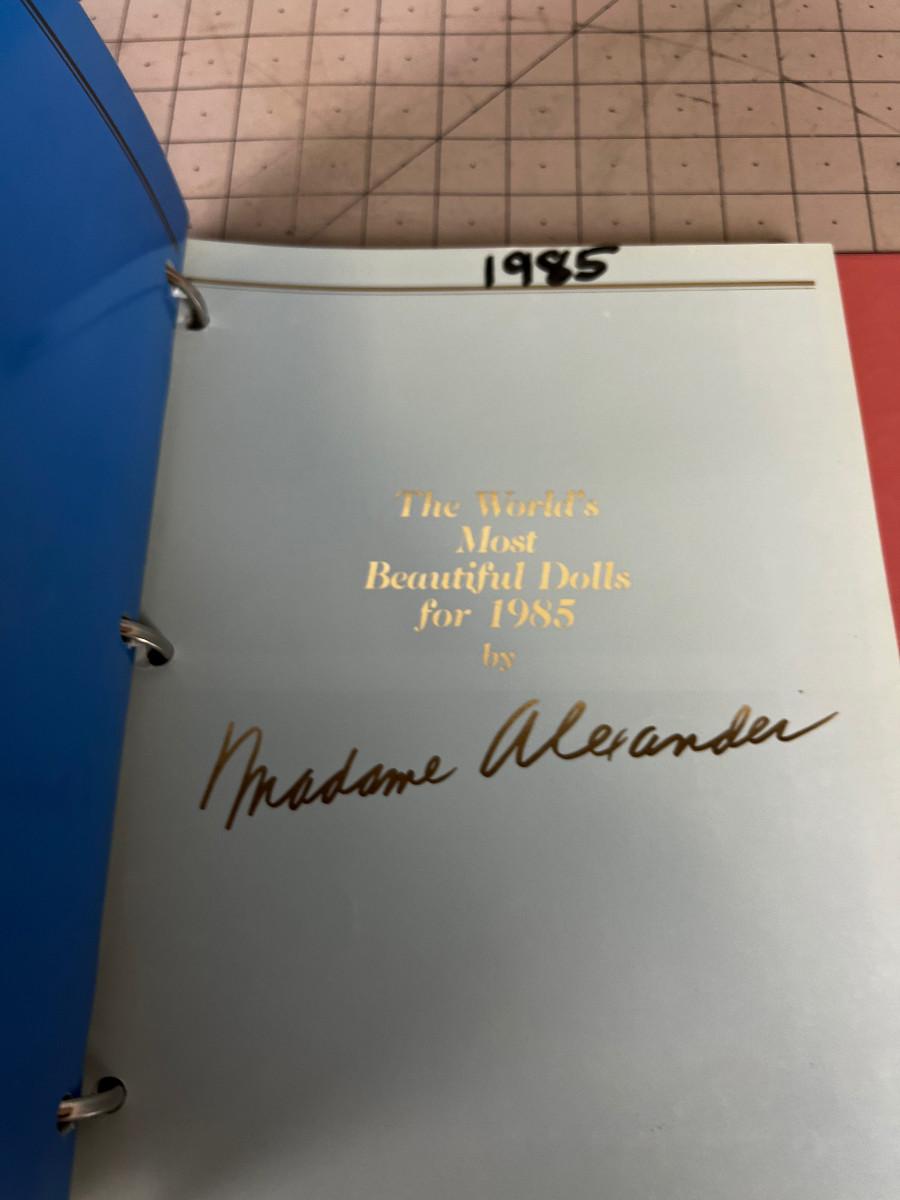 1985
The World's
Most
Beautiful Dolls
for 1985
by
Madame Alexander